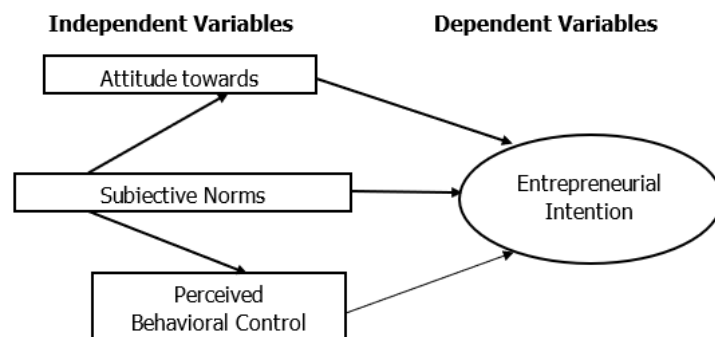 Independent Variables
Dependent Variables
Attitude towards
Subiective Norms
Entrepreneurial
Intention
Perceived
Behavioral Control